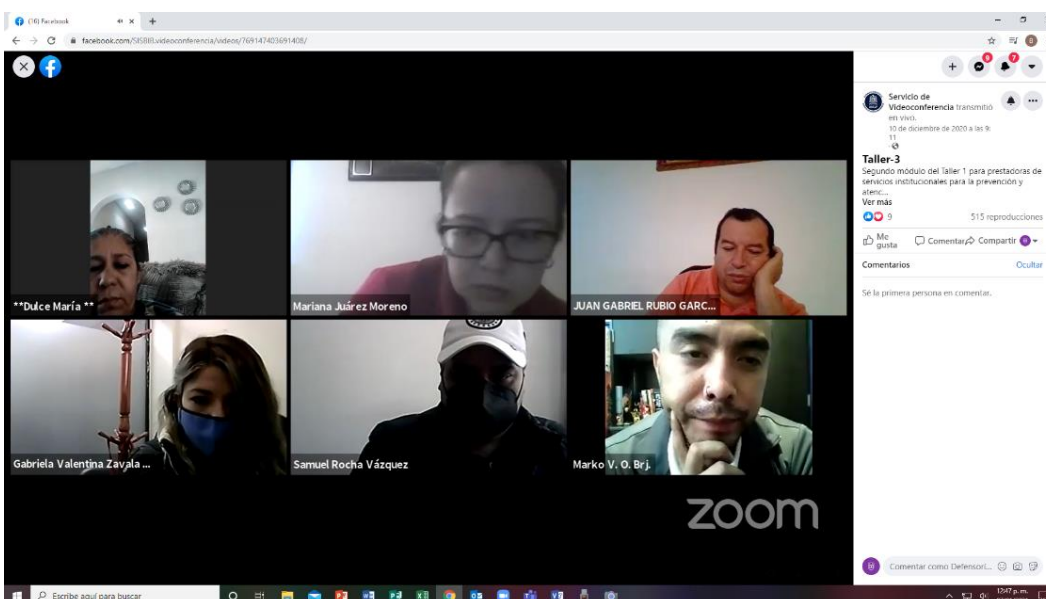 (16) Facebook
facebook.com/SISBIB.videoconferencia/videos/769147403691408/
9
7
Servicio de
Videoconferencia transmitió
en vivo.
10 de diciembre de 2020 a las 9:
11
Taller-3
Segundo módulo del Taller 1 para prestadoras de
servicios institucionales para la prevención y
atenc...
Ver más
9
515 reproducciones
Me
gusta
Comentar
Compartir
Comentarios
Ocultar
Sé la primera persona en comentar.
**Dulce María **
Mariana Juárez Moreno
JUAN GABRIEL RUBIO GARC...
Gabriela Valentina Zavala ...
Samuel Rocha Vázquez
Marko V. O. Brj.
zoom
Comentar como Defensorí...
Escribe aquí para buscar
12:47 p. m.